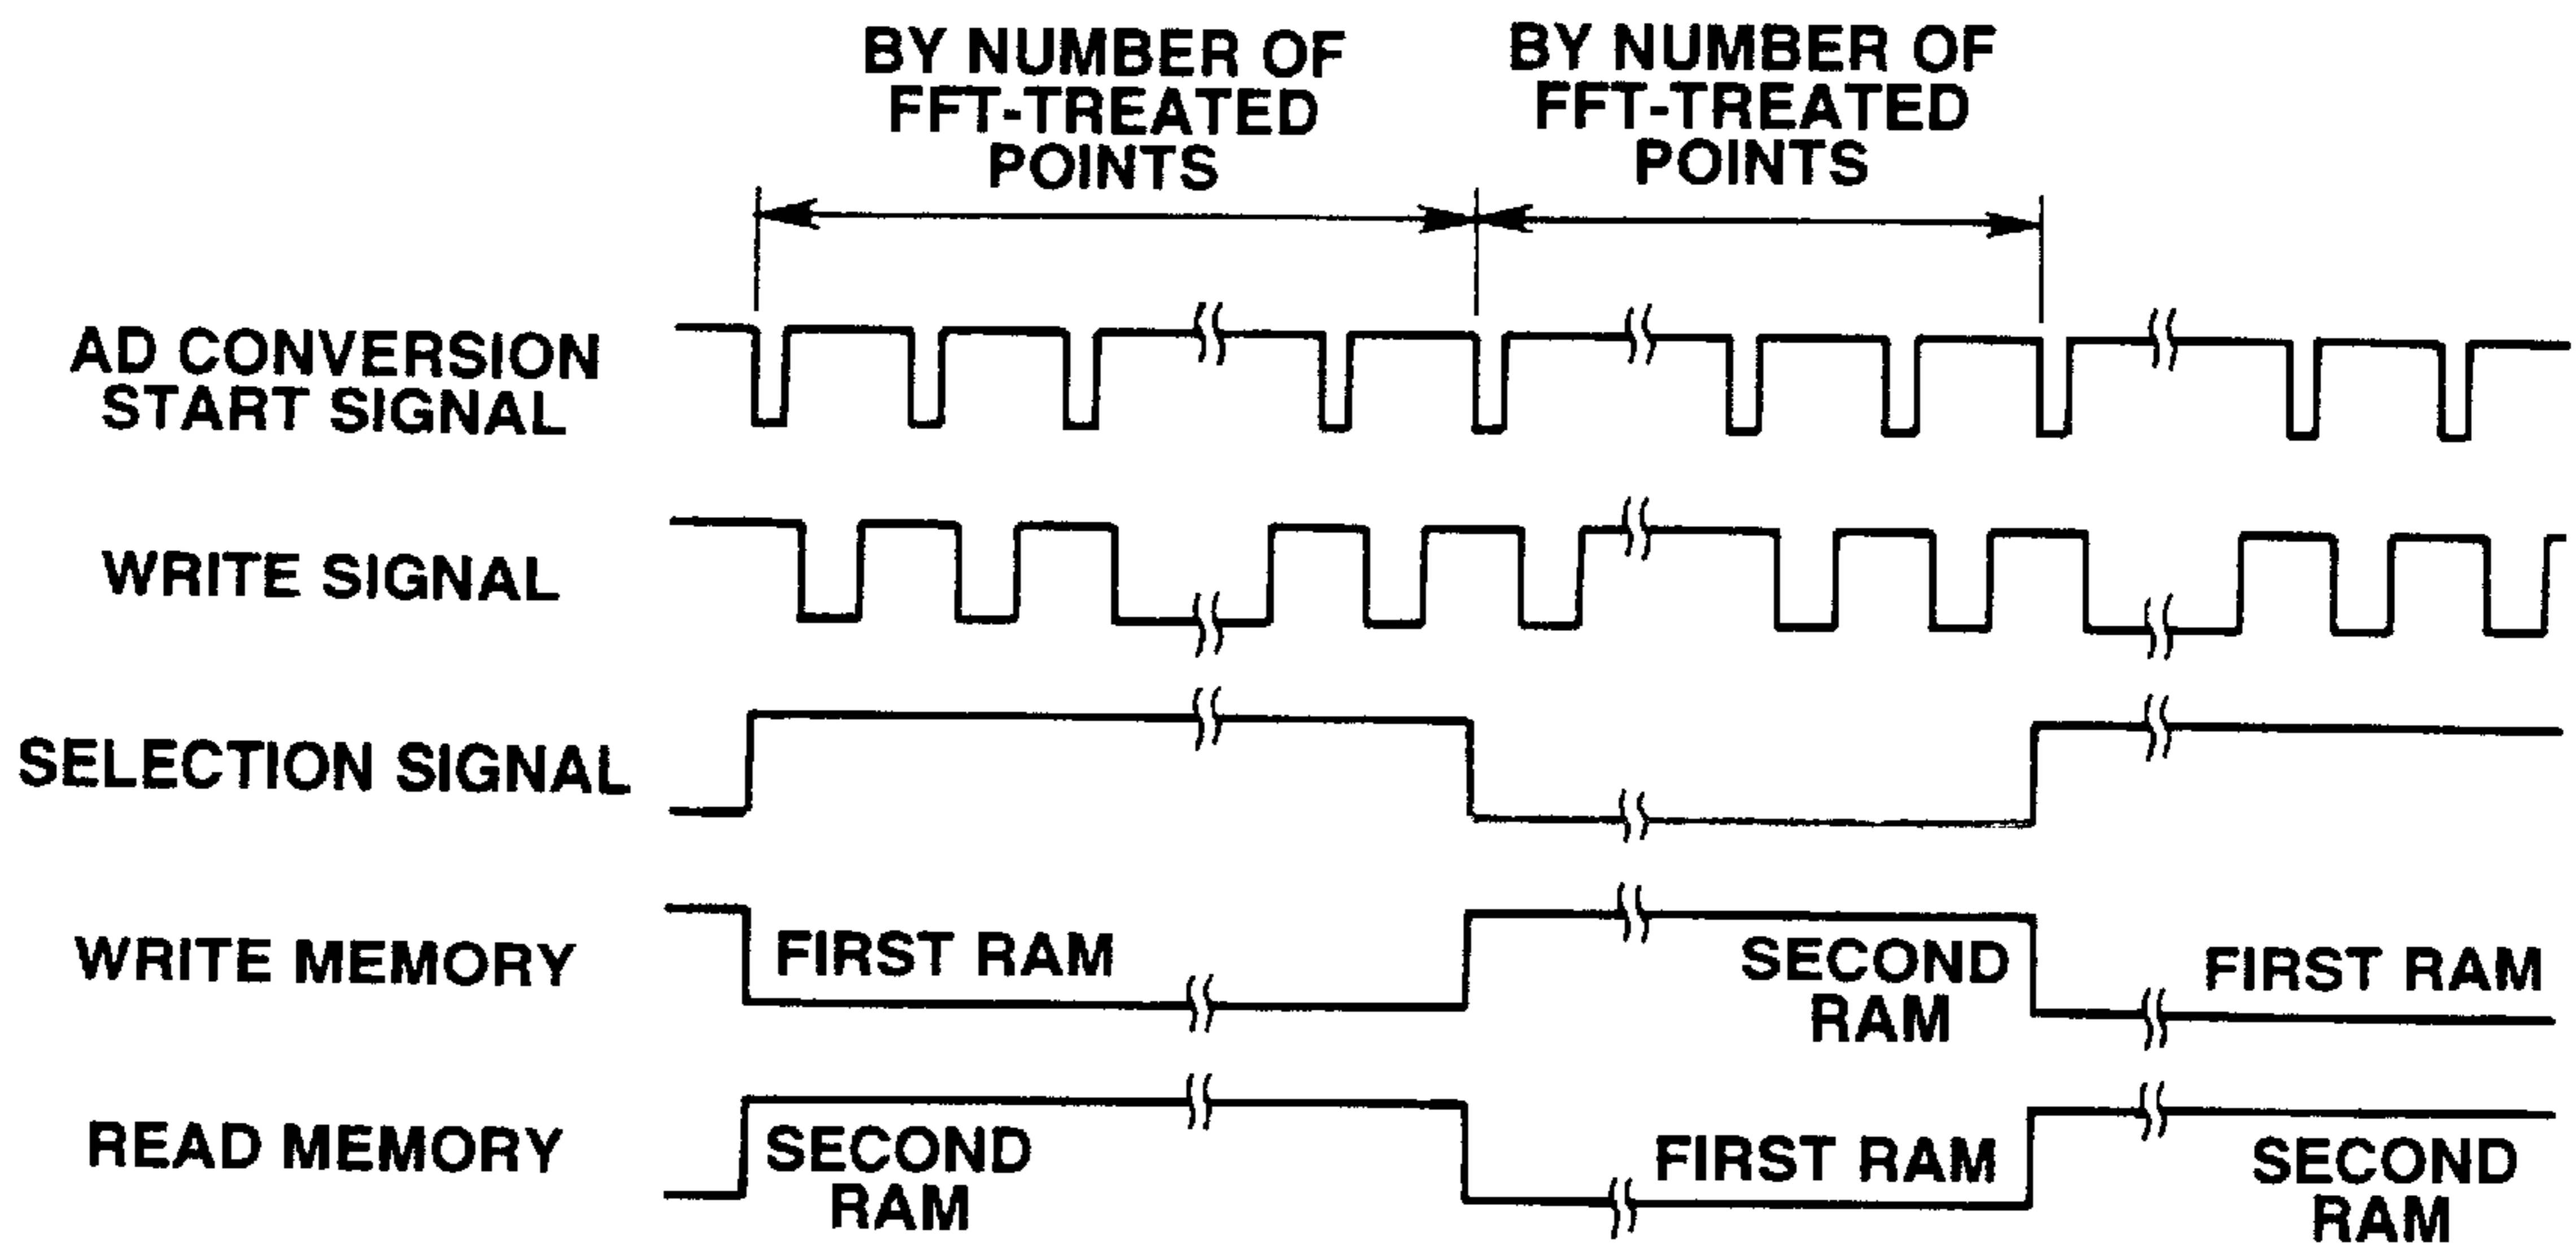 BY NUMBER OF
FFT-TREATED
POINTS
BY NUMBER OF
FFT-TREATED
POINTS
AD CONVERSION
START SIGNAL
WRITE SIGNAL
SELECTION SIGNAL
WRITE MEMORY
FIRST RAM
SECOND
RAM
FIRST RAM
READ MEMORY
SECOND
RAM
FIRST RAM
SECOND
RAM